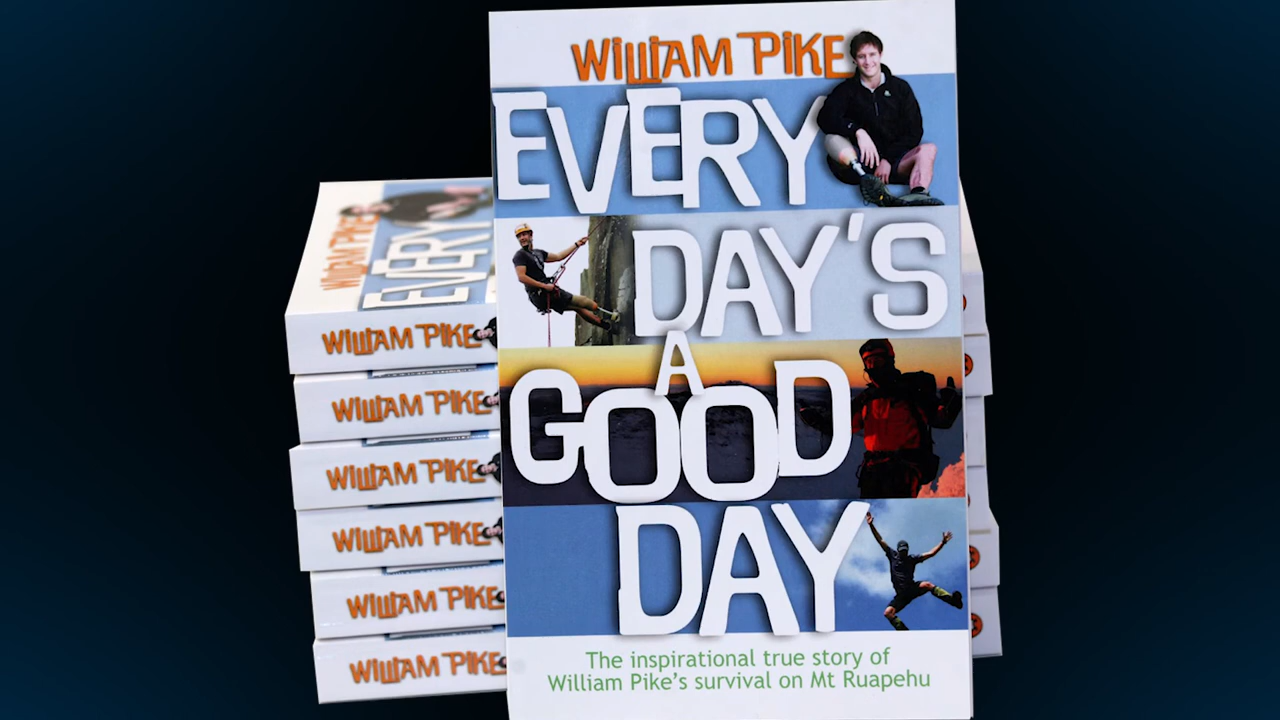 WILLIAM PIKE
EVERY
DAY'S
A
GOOD
DAY
The inspirational true story of
William Pike's survival on Mt Ruapehu
WILLIAM PIKE
EVERY
WILLIAM PIKE
WILLIAM PIKE
WILLIAM PIKE
WILLIAM PIKE
WILLIAM PIKE
WILLIAM PIKE